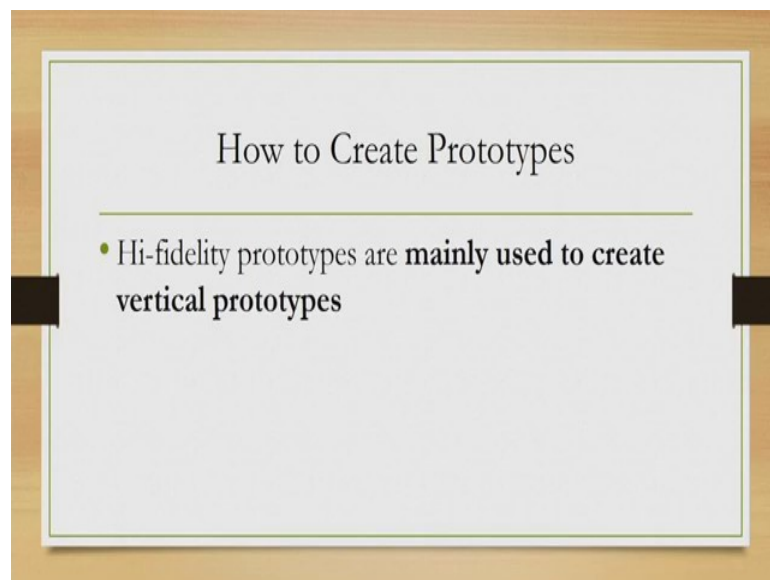 How to Create Prototypes
• Hi-fidelity prototypes are mainly used to create
vertical prototypes